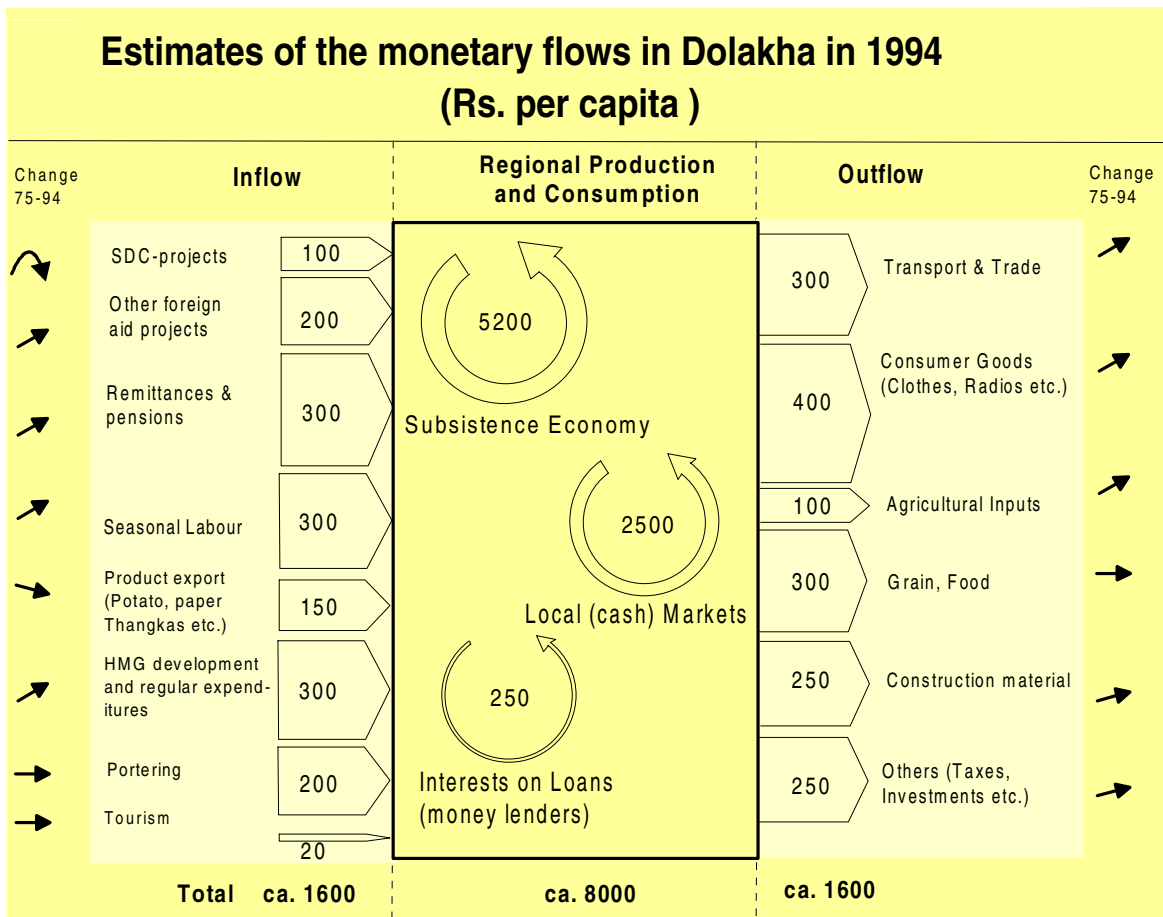 Estimates of the monetary flows in Dolakha in 1994
(Rs. per capita )
Change
75-94
Inflow
Regional Production
and Consumption
Outflow
Change
75-94
SDC-projects
100
Other foreign
aid projects
200
Remittances &
pensions
300
Seasonal Labour
300
Product export
(Potato, paper
Thangkas etc.)
150
HMG development
and regular expend-
itures
300
Portering
200
Tourism
20
5200
Subsistence Economy
2500
Local (cash) Markets
250
Interests on Loans
(money lenders)
300
Transport & Trade
400
Consumer Goods
(Clothes, Radios etc.)
100
Agricultural Inputs
300
Grain, Food
250
Construction material
250
Others (Taxes,
Investments etc.)
Total ca. 1600
ca. 8000
ca. 1600